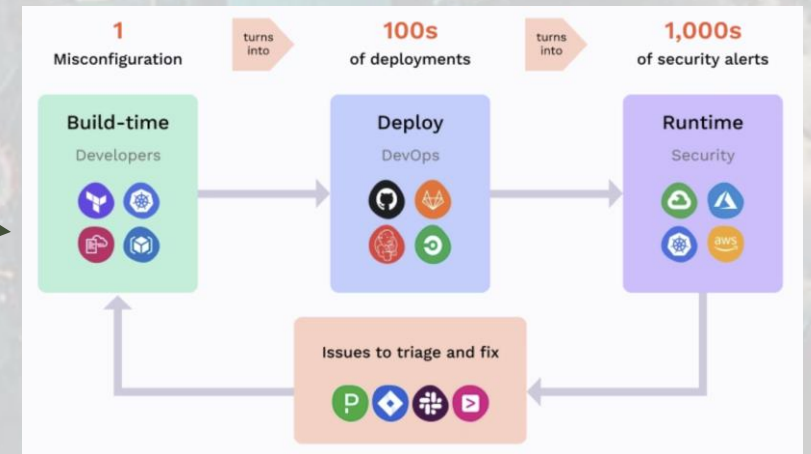 1
Misconfiguration
turns
into
100s
of deployments
turns
into
1,000s
of security alerts
Build-time
Developers
Deploy
DevOps
Runtime
Security
aws
Issues to triage and fix